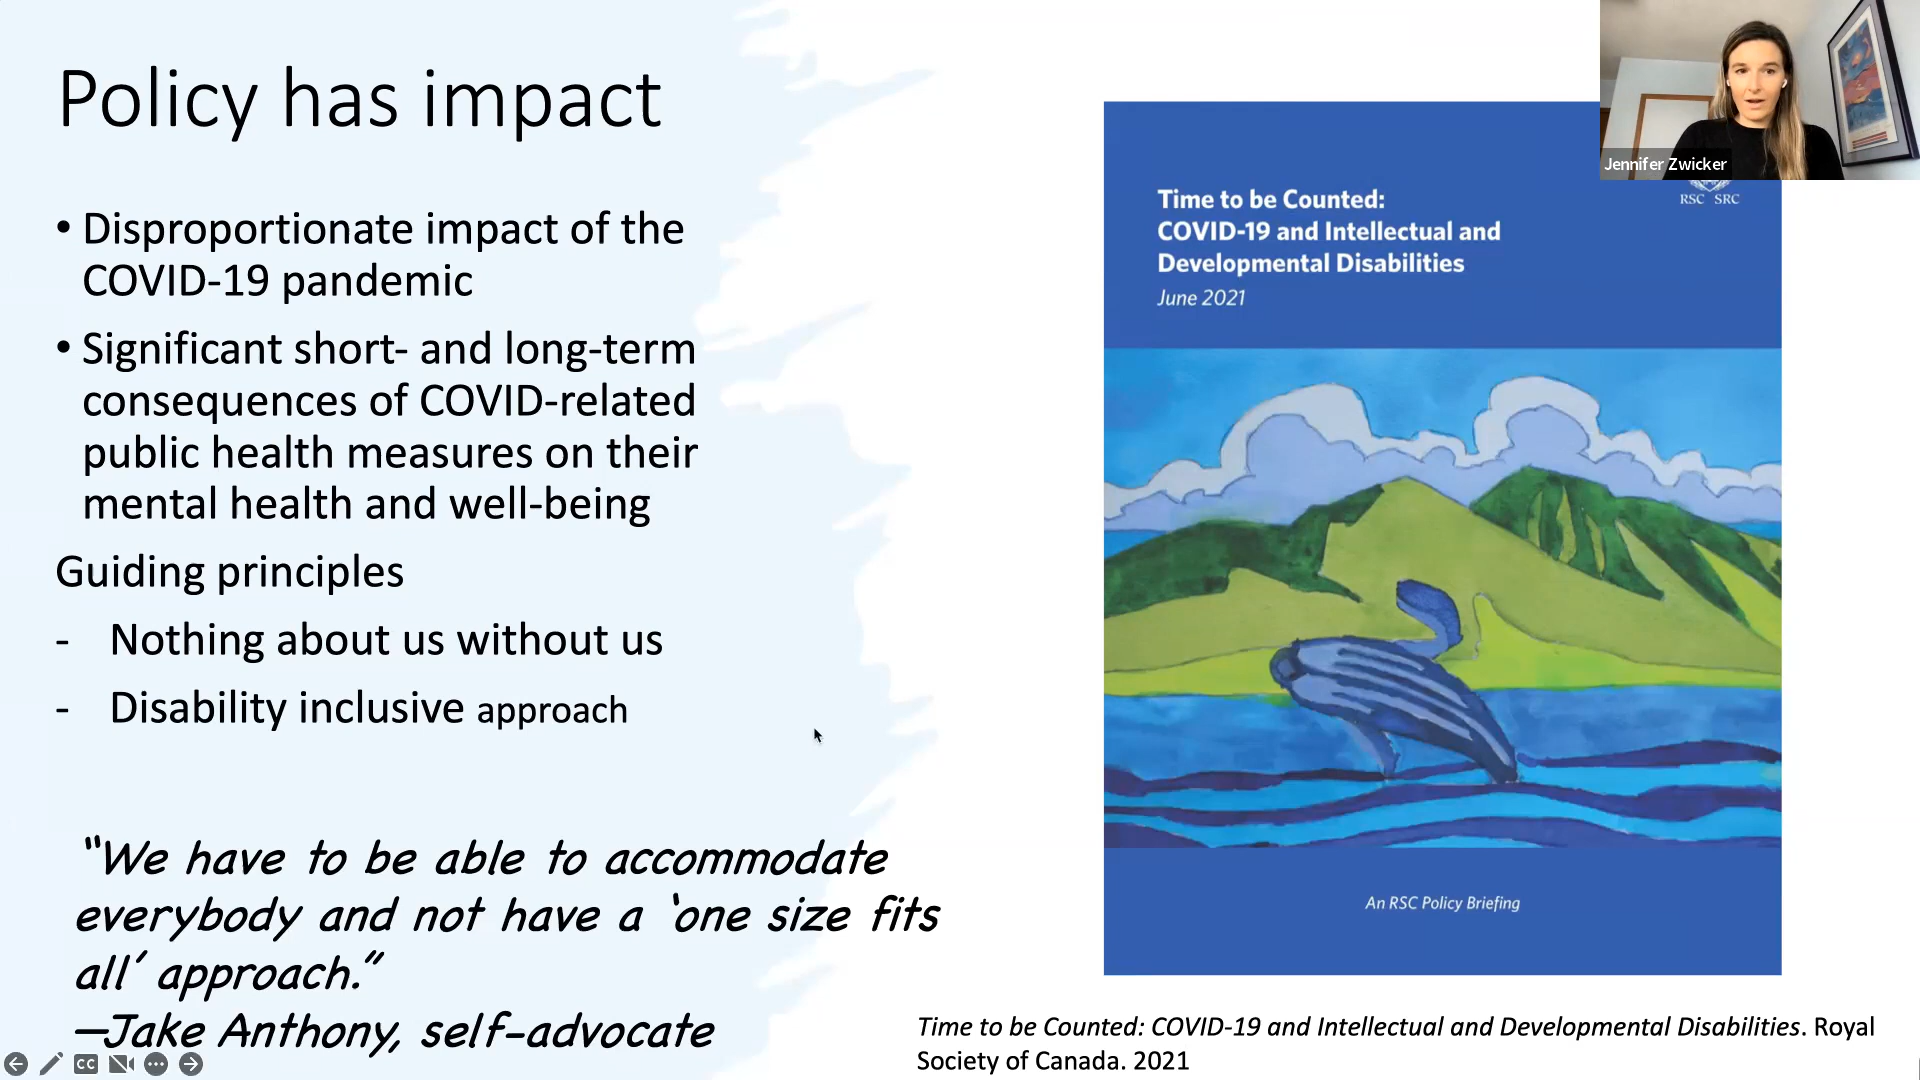 Policy has impact
• Disproportionate impact of the
COVID-19 pandemic
• Significant short- and long-term
consequences of COVID-related
public health measures on their
mental health and well-being
Guiding principles
- Nothing about us without us
- Disability inclusive approach
“We have to be able to accommodate
everybody and not have a ‘one size fits
all’ approach.”
—Jake Anthony, self-advocate
CC
Jennifer Zwicker
RSC SRC
Time to be Counted:
COVID-19 and Intellectual and
Developmental Disabilities
June 2021
An RSC Policy Briefing
Time to be Counted: COVID-19 and Intellectual and Developmental Disabilities. Royal
Society of Canada. 2021